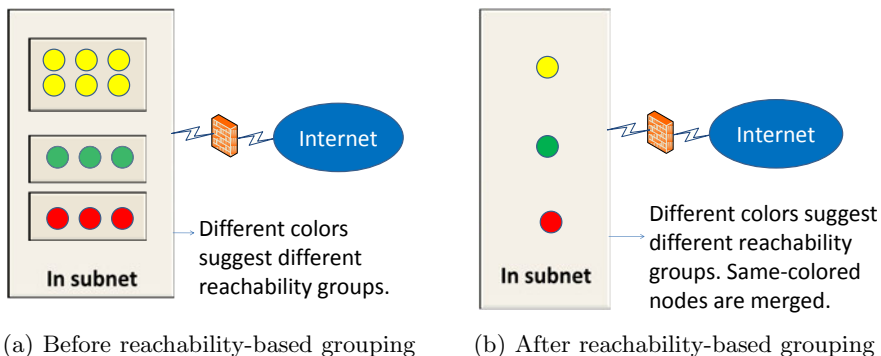 Internet
Different colors
suggest different
reachability groups.
In subnet
(a) Before reachability-based grouping
Internet
Different colors suggest
different reachability
groups. Same-colored
nodes are merged.
In subnet
(b) After reachability-based grouping